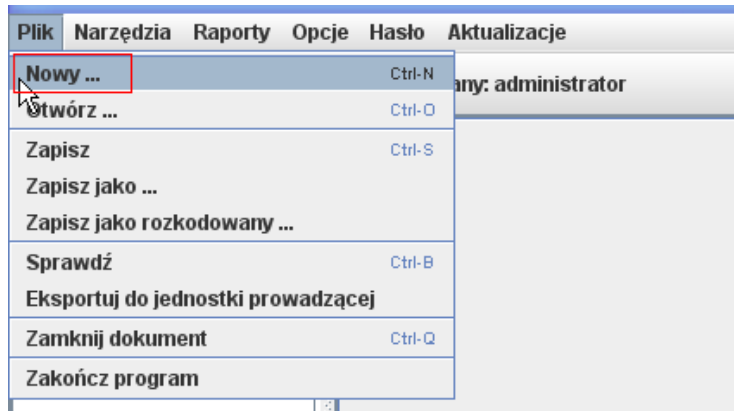 Plik Narzędzia Raporty Opcje Hasło Aktualizacje
Nowy ... Ctrl-N
any: administrator
Otwórz ... Ctrl-O
Zapisz Ctrl-S
Zapisz jako ...
Zapisz jako rozkodowany ...
Sprawdź Ctrl-B
Eksportuj do jednostki prowadzącej
Zamknij dokument Ctrl-Q
Zakończ program